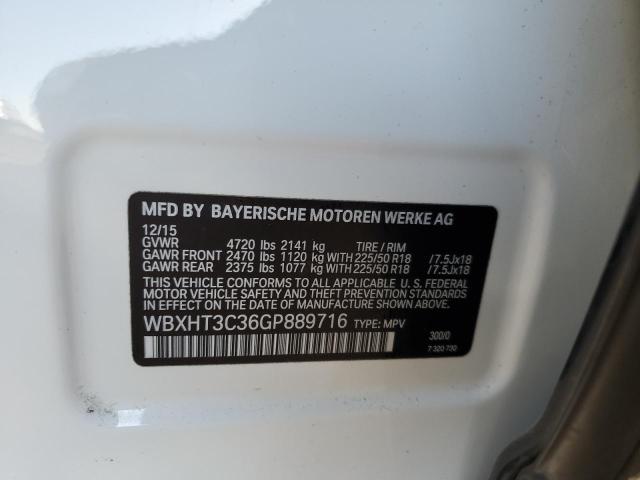 MFD BY BAYERISCHE MOTOREN WERKE AG
12/15
GVWR 4720 lbs 2141 kg TIRE / RIM
GAWR FRONT 2470 lbs 1120 kg WITH 225/50 R18 /7.5Jx18
GAWR REAR 2375 lbs 1077 kg WITH 225/50 R18 /7.5Jx18
THIS VEHICLE CONFORMS TO ALL APPLICABLE U. S. FEDERAL
MOTOR VEHICLE SAFETY, BUMPER, AND THEFT PREVENTION STANDARDS
IN EFFECT ON THE DATE OF MANUFACTURE SHOWN ABOVE.
WBXHT3C36GP889716 TYPE: MPV
300/0
7 320 730